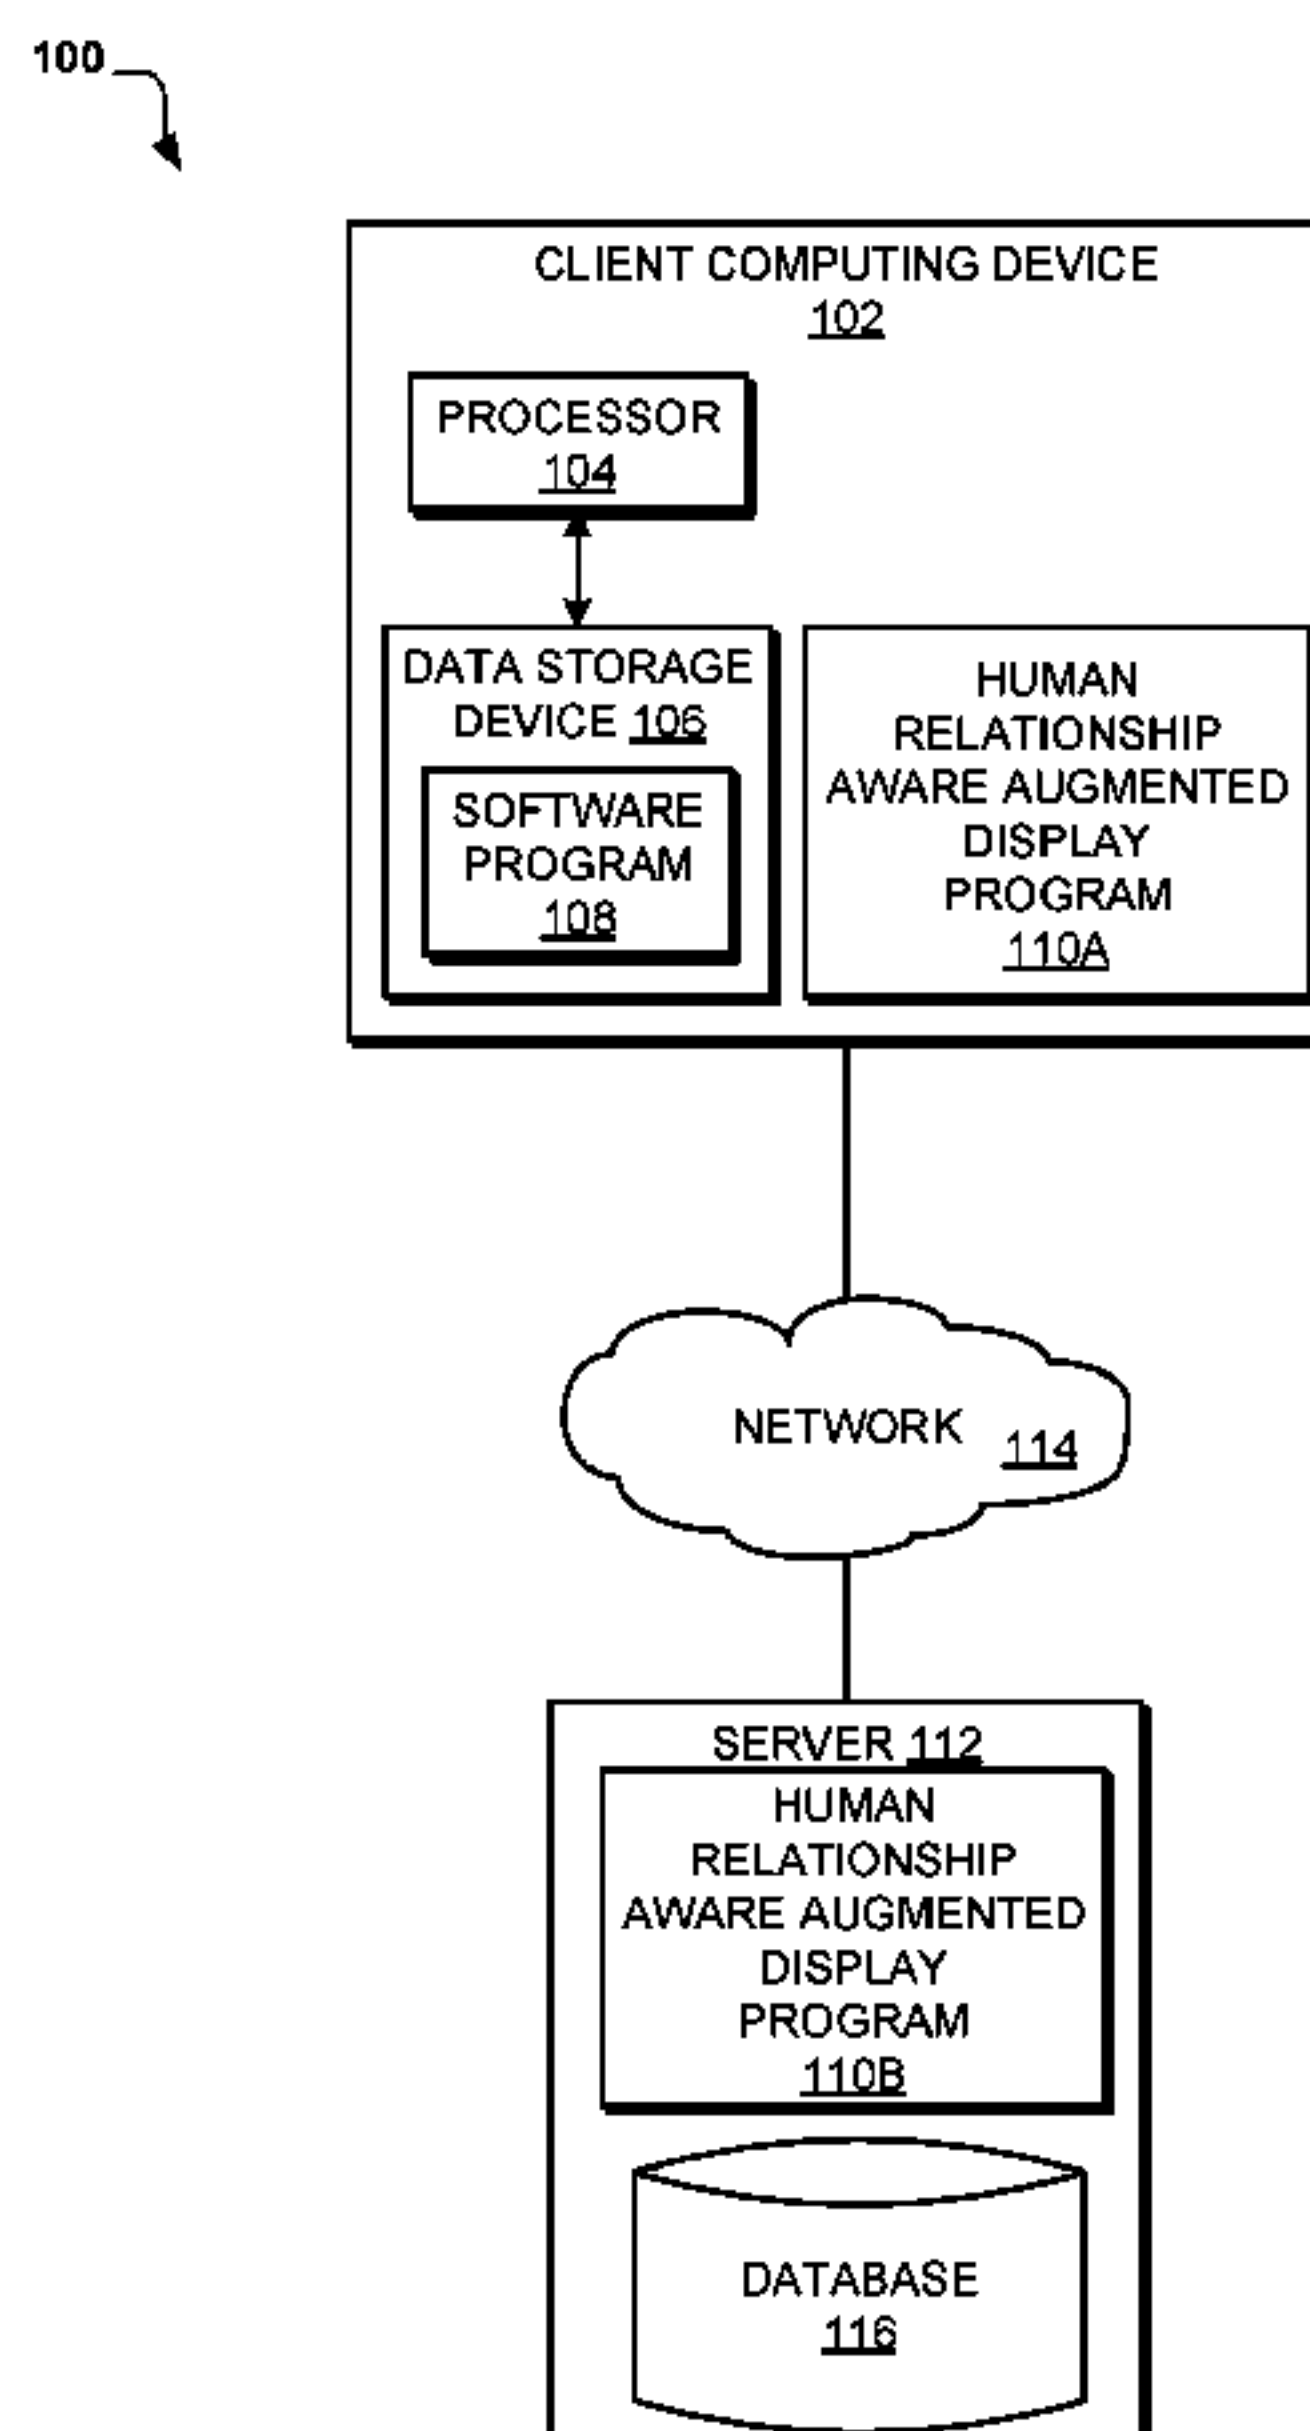 100
CLIENT COMPUTING DEVICE
102
PROCESSOR
104
DATA STORAGE
DEVICE 106
SOFTWARE
PROGRAM
108
HUMAN
RELATIONSHIP
AWARE AUGMENTED
DISPLAY
PROGRAM
110A
NETWORK 114
SERVER 112
HUMAN
RELATIONSHIP
AWARE AUGMENTED
DISPLAY
PROGRAM
110B
DATABASE
116